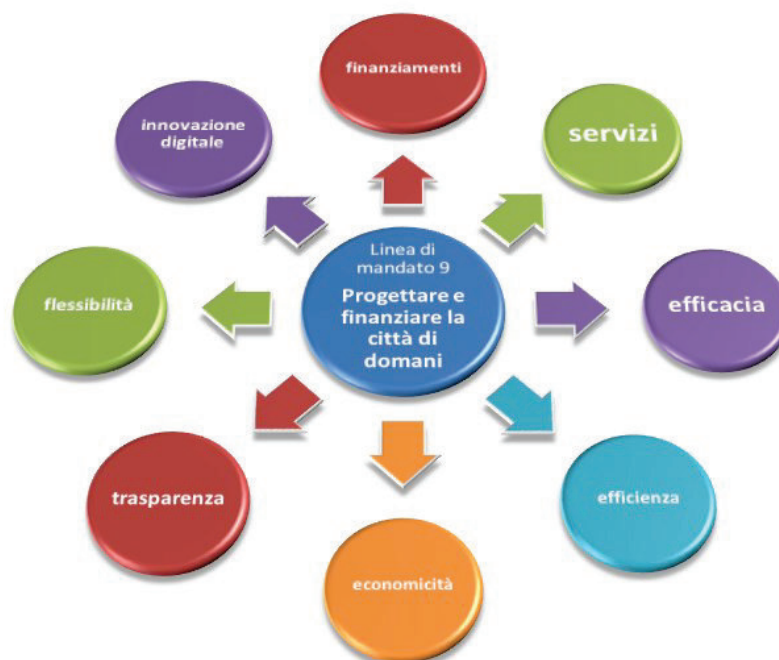 finanziamenti
servizi
efficacia
efficienza
economicità
trasparenza
flessibilità
innovazione
digitale
Linea di
mandato 9
Progettare e
finanziare la
città di
domani